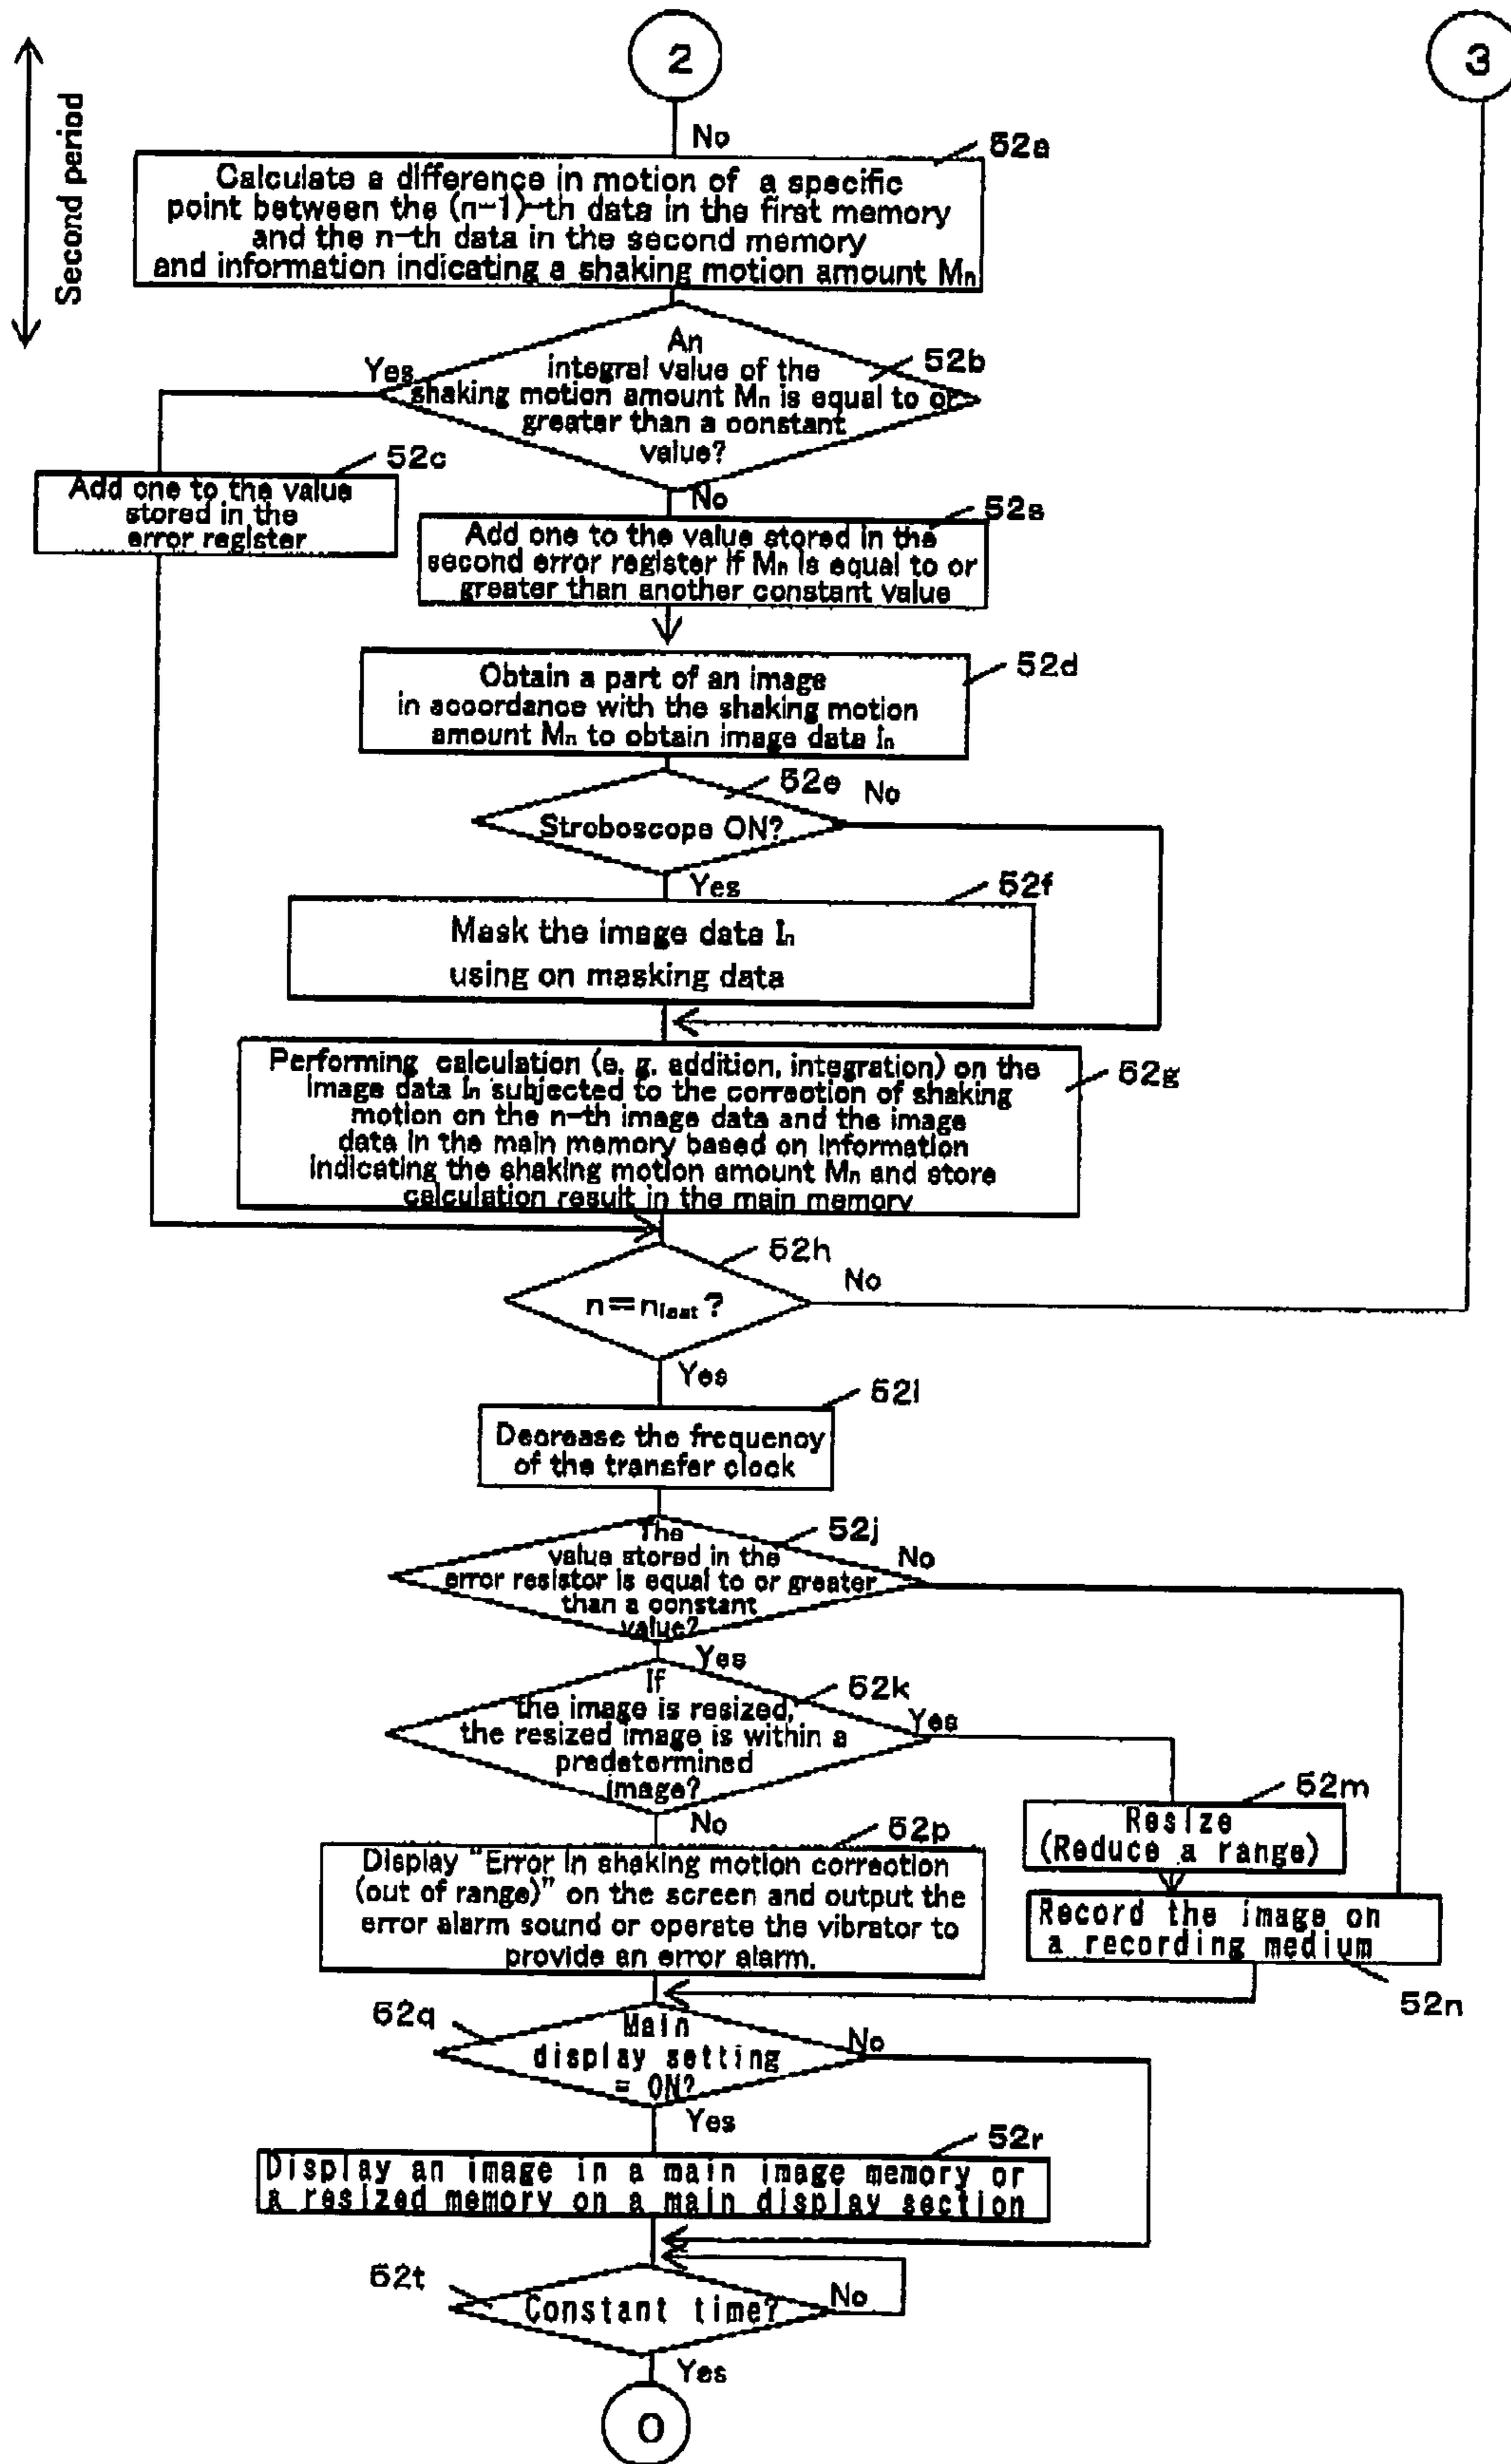 2
3
Second period
No
52a
Calculate a difference in motion of a specific
point between the (n-1)-th data in the first memory
and the n-th data in the second memory
and information indicating a shaking motion amount Mn
An
integral value of the
shaking motion amount Mn is equal to or
greater than a constant
value?
52b
Yes
52c
Add one to the value
stored in the
error register
No
52s
Add one to the value stored in the
second error register if Mn is equal to or
greater than another constant value
52d
Obtain a part of an image
in accordance with the shaking motion
amount Mn to obtain image data In
52e
No
Stroboscope ON?
Yes
52f
Mask the image data In
using on masking data
52g
Performing calculation (e. g. addition, integration) on the
image data In subjected to the correction of shaking
motion on the n-th image data and the image
data in the main memory based on information
indicating the shaking motion amount Mn and store
calculation result in the main memory
52h
No
n=nlast ?
Yes
52i
Decrease the frequency
of the transfer clock
52j
The
value stored in the
error resistor is equal to or greater
than a constant
value?
No
Yes
52k
If
the image is resized,
the resized image is within a
predetermined
image?
Yes
52m
Resize
(Reduce a range)
No
52p
Display "Error in shaking motion correction
(out of range)" on the screen and output the
error alarm sound or operate the vibrator to
provide an error alarm.
Record the image on
a recording medium
52n
52q
Main
display setting
= ON?
No
Yes
52r
Display an image in a main image memory or
a resized memory on a main display section
52t
Constant time?
No
Yes
0